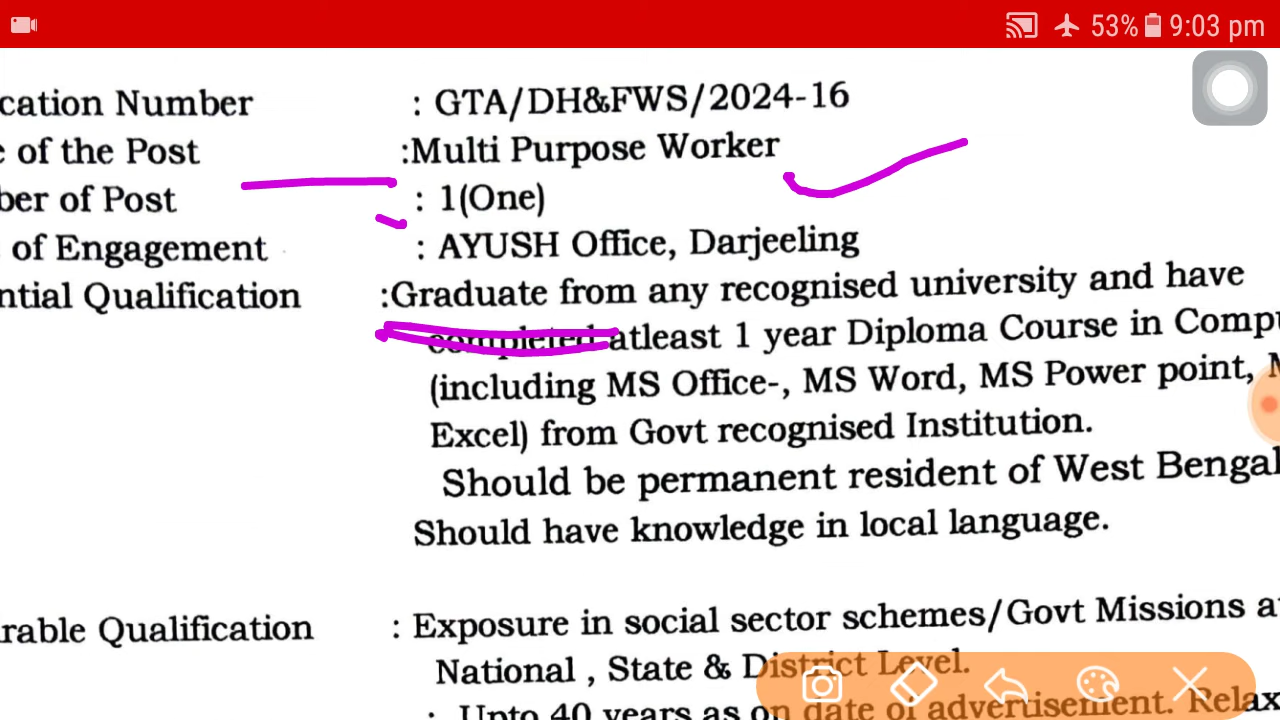 53% 9:03 pm
cation Number : GTA/DH&FWS/2024-16
of the Post :Multi Purpose Worker
ber of Post : 1(One)
of Engagement : AYUSH Office, Darjeeling
ntial Qualification :Graduate from any recognised university and have
completed atleast 1 year Diploma Course in Compu
(including MS Office-, MS Word, MS Power point, M
Excel) from Govt recognised Institution.
Should be permanent resident of West Bengal
Should have knowledge in local language.
rable Qualification : Exposure in social sector schemes/Govt Missions a
National , State & District Level.
: Upto 40 years as on date of advertisement. Relax